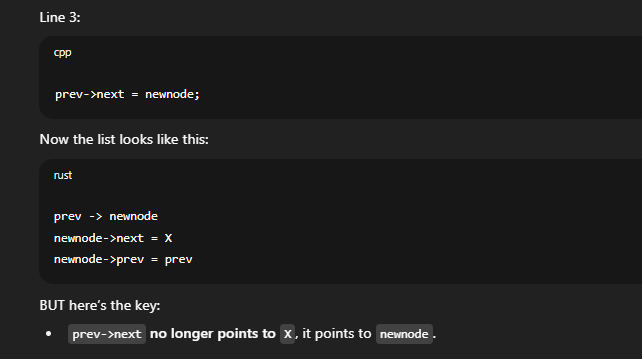 Line 3:
cpp
prev->next = newnode;
Now the list looks like this:
rust
prev -> newnode
newnode->next = X
newnode->prev = prev
BUT here's the key:
• prev->next no longer points to X, it points to newnode.